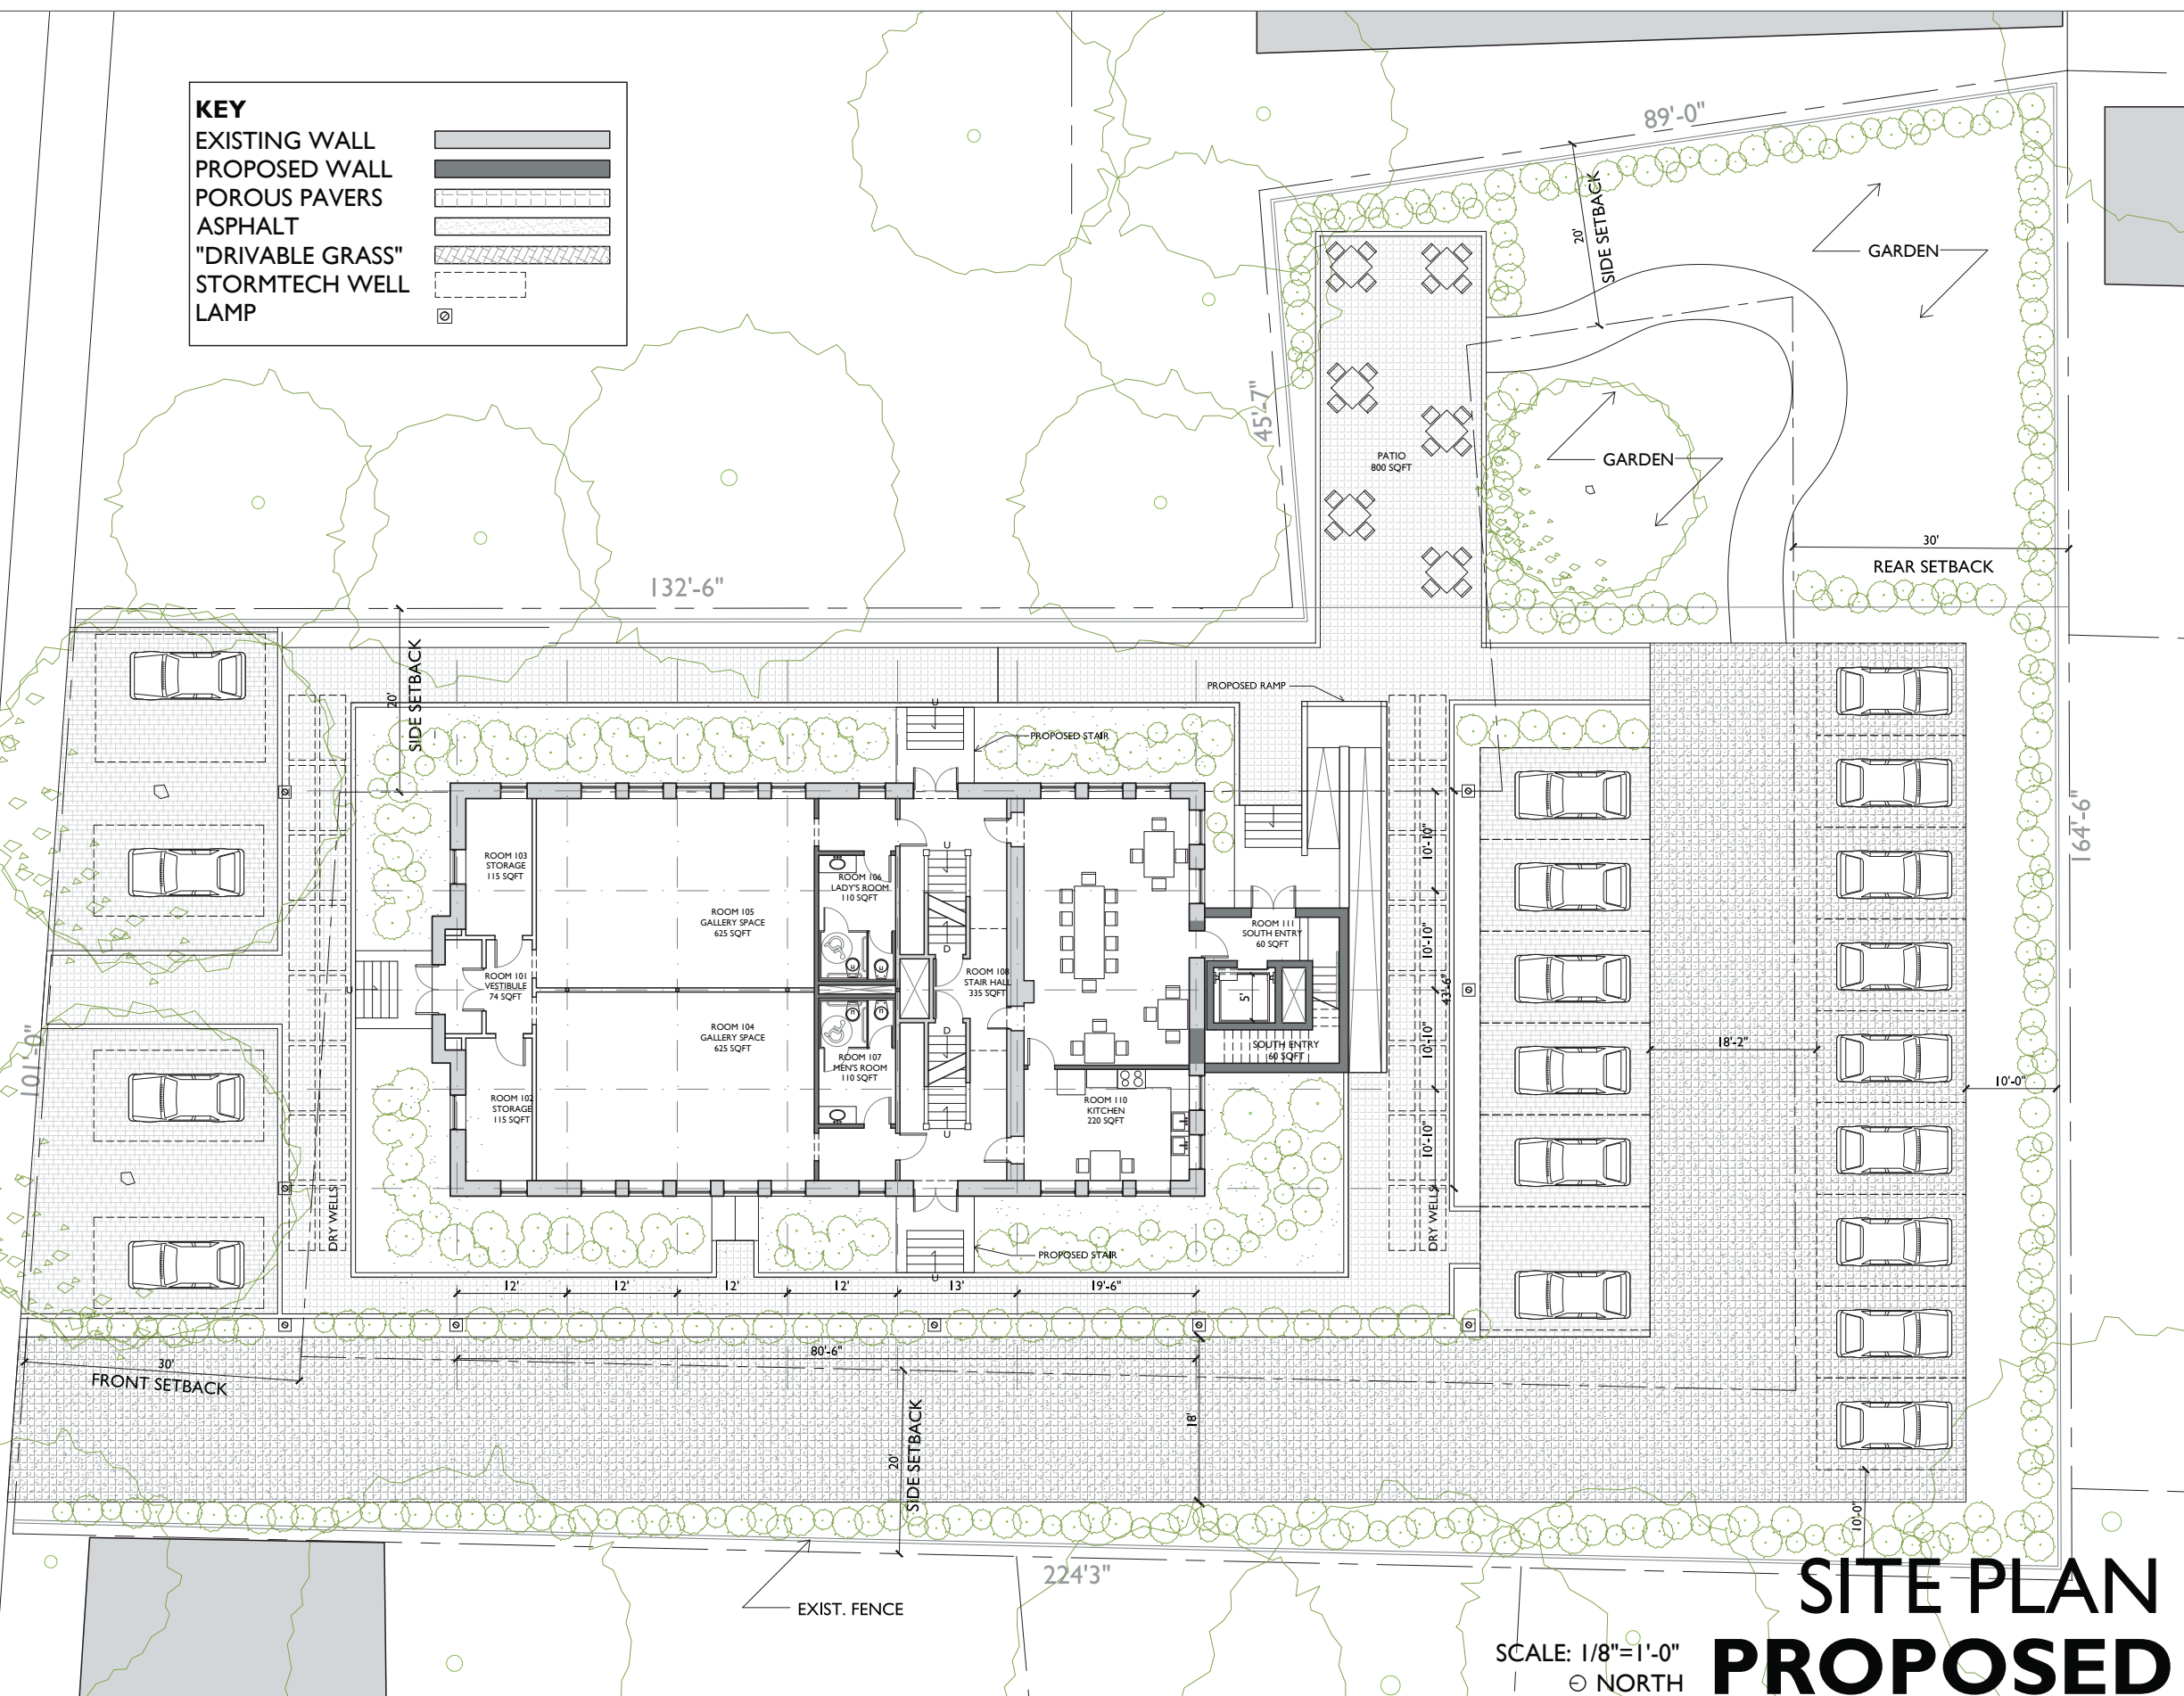 KEY
EXISTING WALL
PROPOSED WALL
POROUS PAVERS
ASPHALT
"DRIVABLE GRASS"
STORMTECH WELL
LAMP
89'-0"
20'
SIDE SETBACK
GARDEN
45'-7"
PATIO
800 SQFT
GARDEN
30'
REAR SETBACK
132'-6"
20'
SIDE SETBACK
PROPOSED RAMP
U
PROPOSED STAIR
164'-6"
ROOM 103
STORAGE
115 SQFT
ROOM 105
GALLERY SPACE
625 SQFT
ROOM 106
LADY'S ROOM
110 SQFT
U
D
ROOM 108
STAIR HALL
335 SQFT
ROOM 111
SOUTH ENTRY
60 SQFT
5'
SOUTH ENTRY
60 SQFT
10'-10"
10'-10"
43'-6"
10'-10"
10'-10"
18'-2"
10'-0"
101'-0"
U
ROOM 101
VESTIBULE
74 SQFT
ROOM 104
GALLERY SPACE
625 SQFT
D
U
ROOM 107
MEN'S ROOM
110 SQFT
ROOM 102
STORAGE
115 SQFT
ROOM 110
KITCHEN
220 SQFT
DRY WELLS
DRY WELLS
PROPOSED STAIR
U
12'
12'
12'
12'
13'
19'-6"
80'-6"
30'
FRONT SETBACK
20'
SIDE SETBACK
18'
10'-0"
224'3"
EXIST. FENCE
SITE PLAN
PROPOSED
SCALE: 1/8"=1'-0"
NORTH